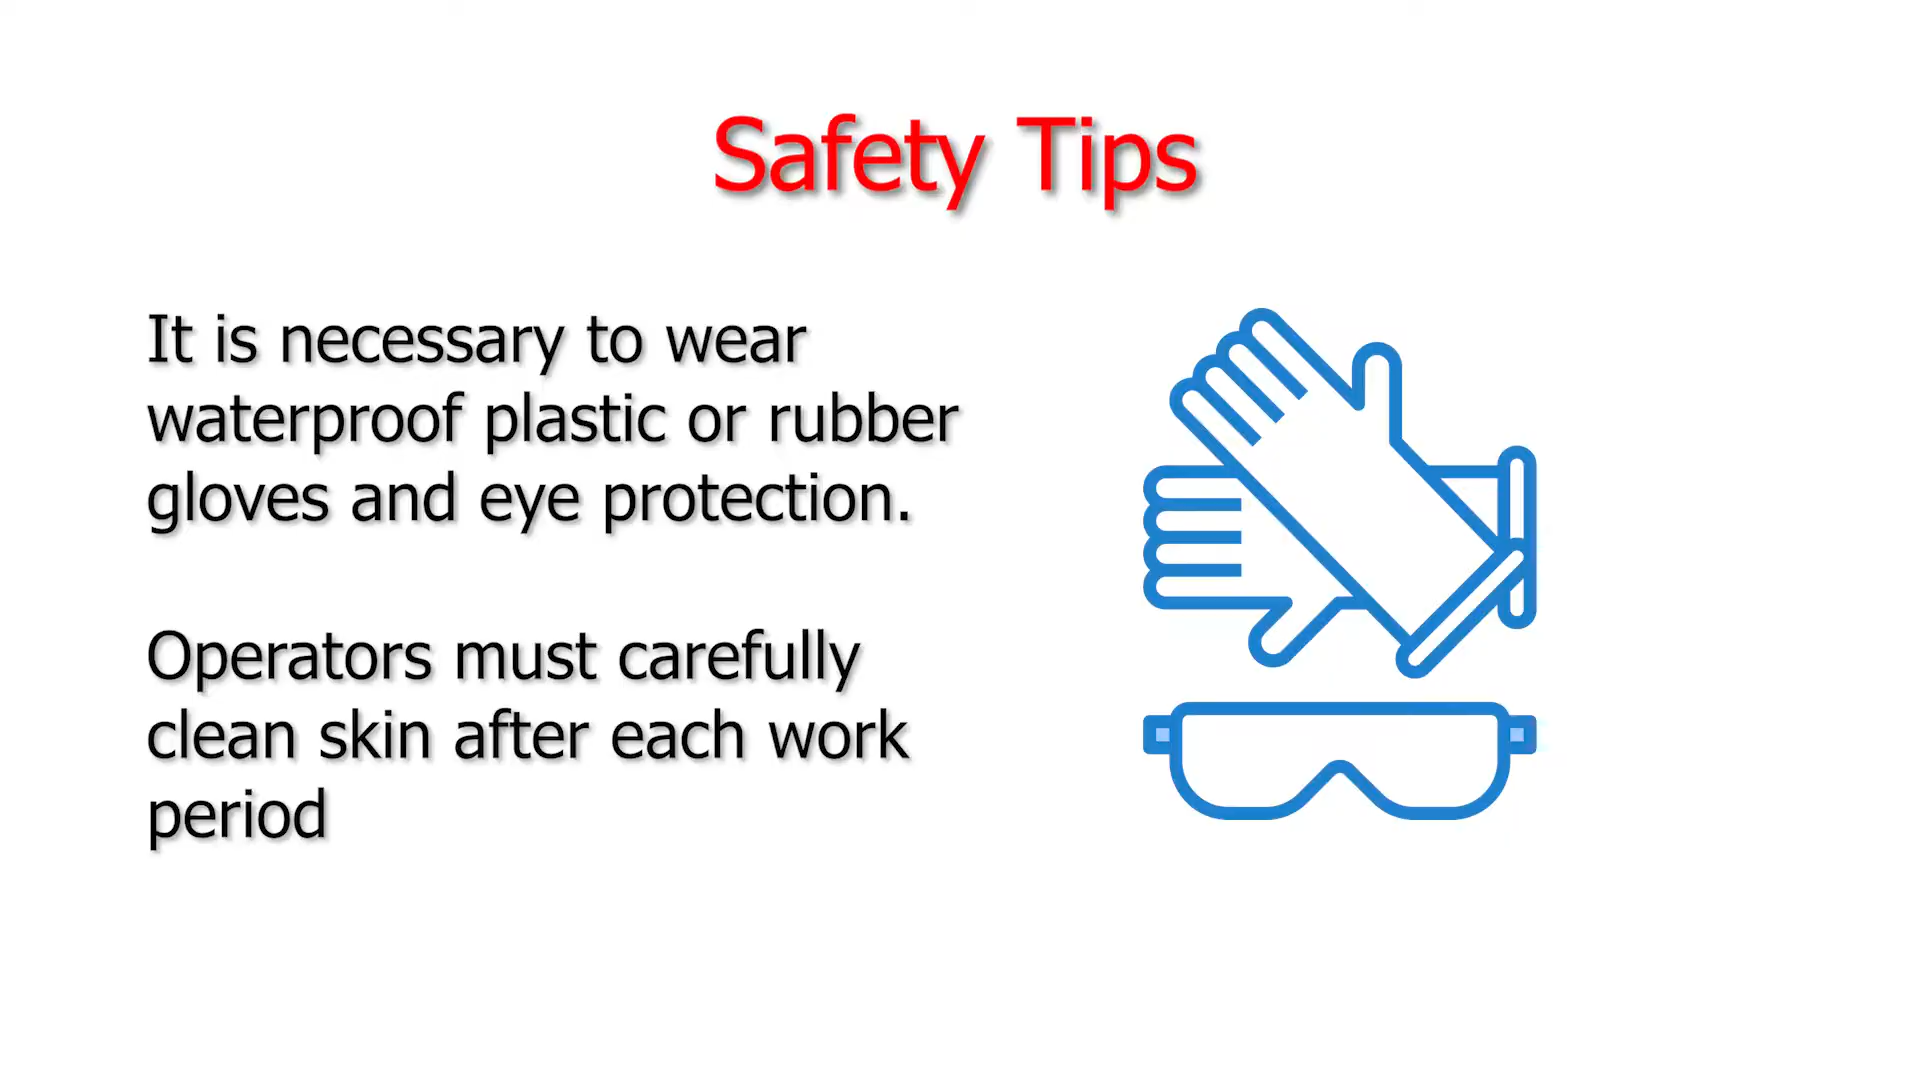 Safety Tips
It is necessary to wear
waterproof plastic or rubber
gloves and eye protection.
Operators must carefully
clean skin after each work
period